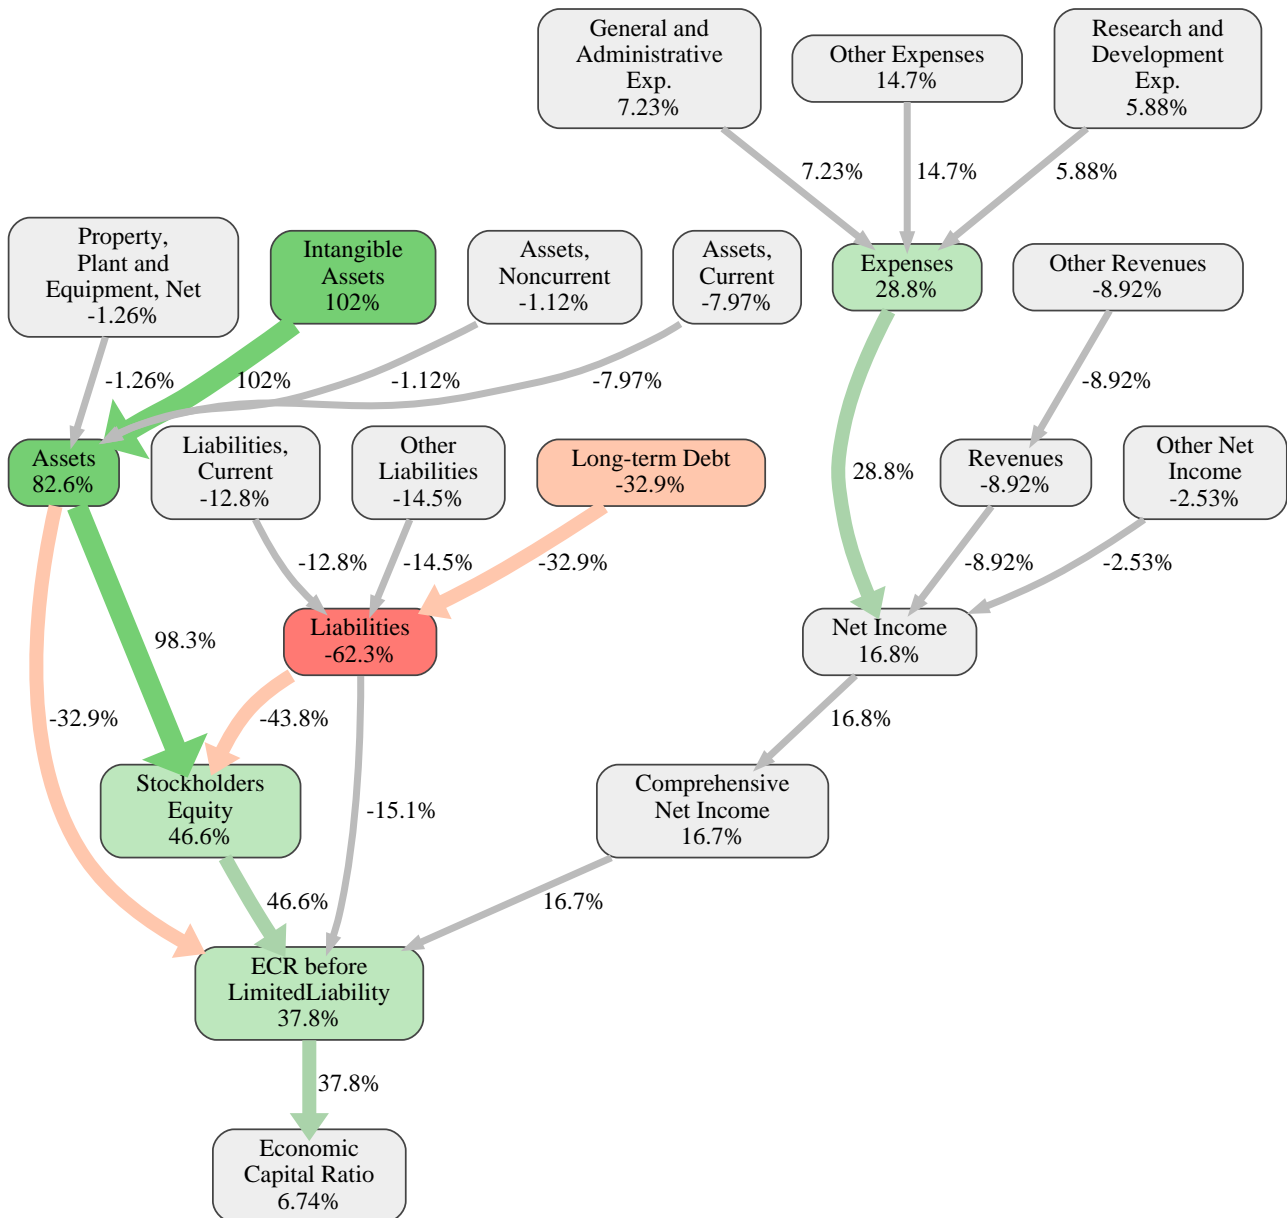 General and
Administrative
Exp.
7.23%
Other Expenses
14.7%
Research and
Development
Exp.
5.88%
7.23%
14.7%
5.88%
Property,
Plant and
Equipment, Net
-1.26%
Intangible
Assets
102%
Assets,
Noncurrent
-1.12%
Assets,
Current
-7.97%
Expenses
28.8%
Other Revenues
-8.92%
-1.26%
102%
-1.12%
-7.97%
-8.92%
Assets
82.6%
Liabilities,
Current
-12.8%
Other
Liabilities
-14.5%
Long-term Debt
-32.9%
28.8%
Revenues
-8.92%
Other Net
Income
-2.53%
-12.8%
-14.5%
-32.9%
-8.92%
-2.53%
98.3%
Liabilities
-62.3%
Net Income
16.8%
-32.9%
-43.8%
16.8%
Stockholders
Equity
46.6%
-15.1%
Comprehensive
Net Income
16.7%
46.6%
16.7%
ECR before
LimitedLiability
37.8%
37.8%
Economic
Capital Ratio
6.74%